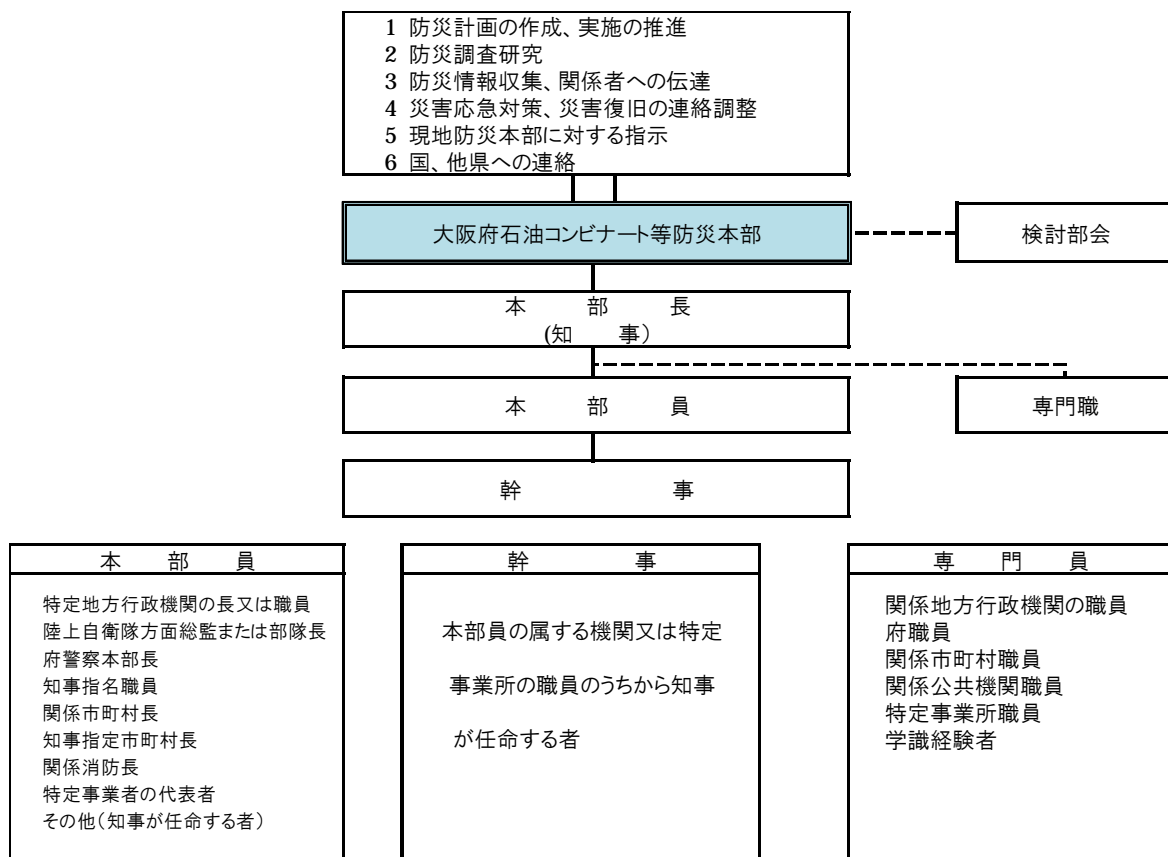 1 防災計画の作成、実施の推進
2 防災調査研究
3 防災情報収集、関係者への伝達
4 災害応急対策、災害復旧の連絡調整
5 現地防災本部に対する指示
6 国、他県への連絡
大阪府石油コンビナート等防災本部
検討部会
本　部　長
(知　事）
本　部　員
専門職
幹　事
本　部　員
特定地方行政機関の長又は職員
陸上自衛隊方面総監または部隊長
府警察本部長
知事指名職員
関係市町村長
知事指定市町村長
関係消防長
特定事業者の代表者
その他（知事が任命する者）
幹　事
本部員の属する機関又は特定
事業所の職員のうちから知事
が任命する者
専　門　員
関係地方行政機関の職員
府職員
関係市町村職員
関係公共機関職員
特定事業所職員
学識経験者